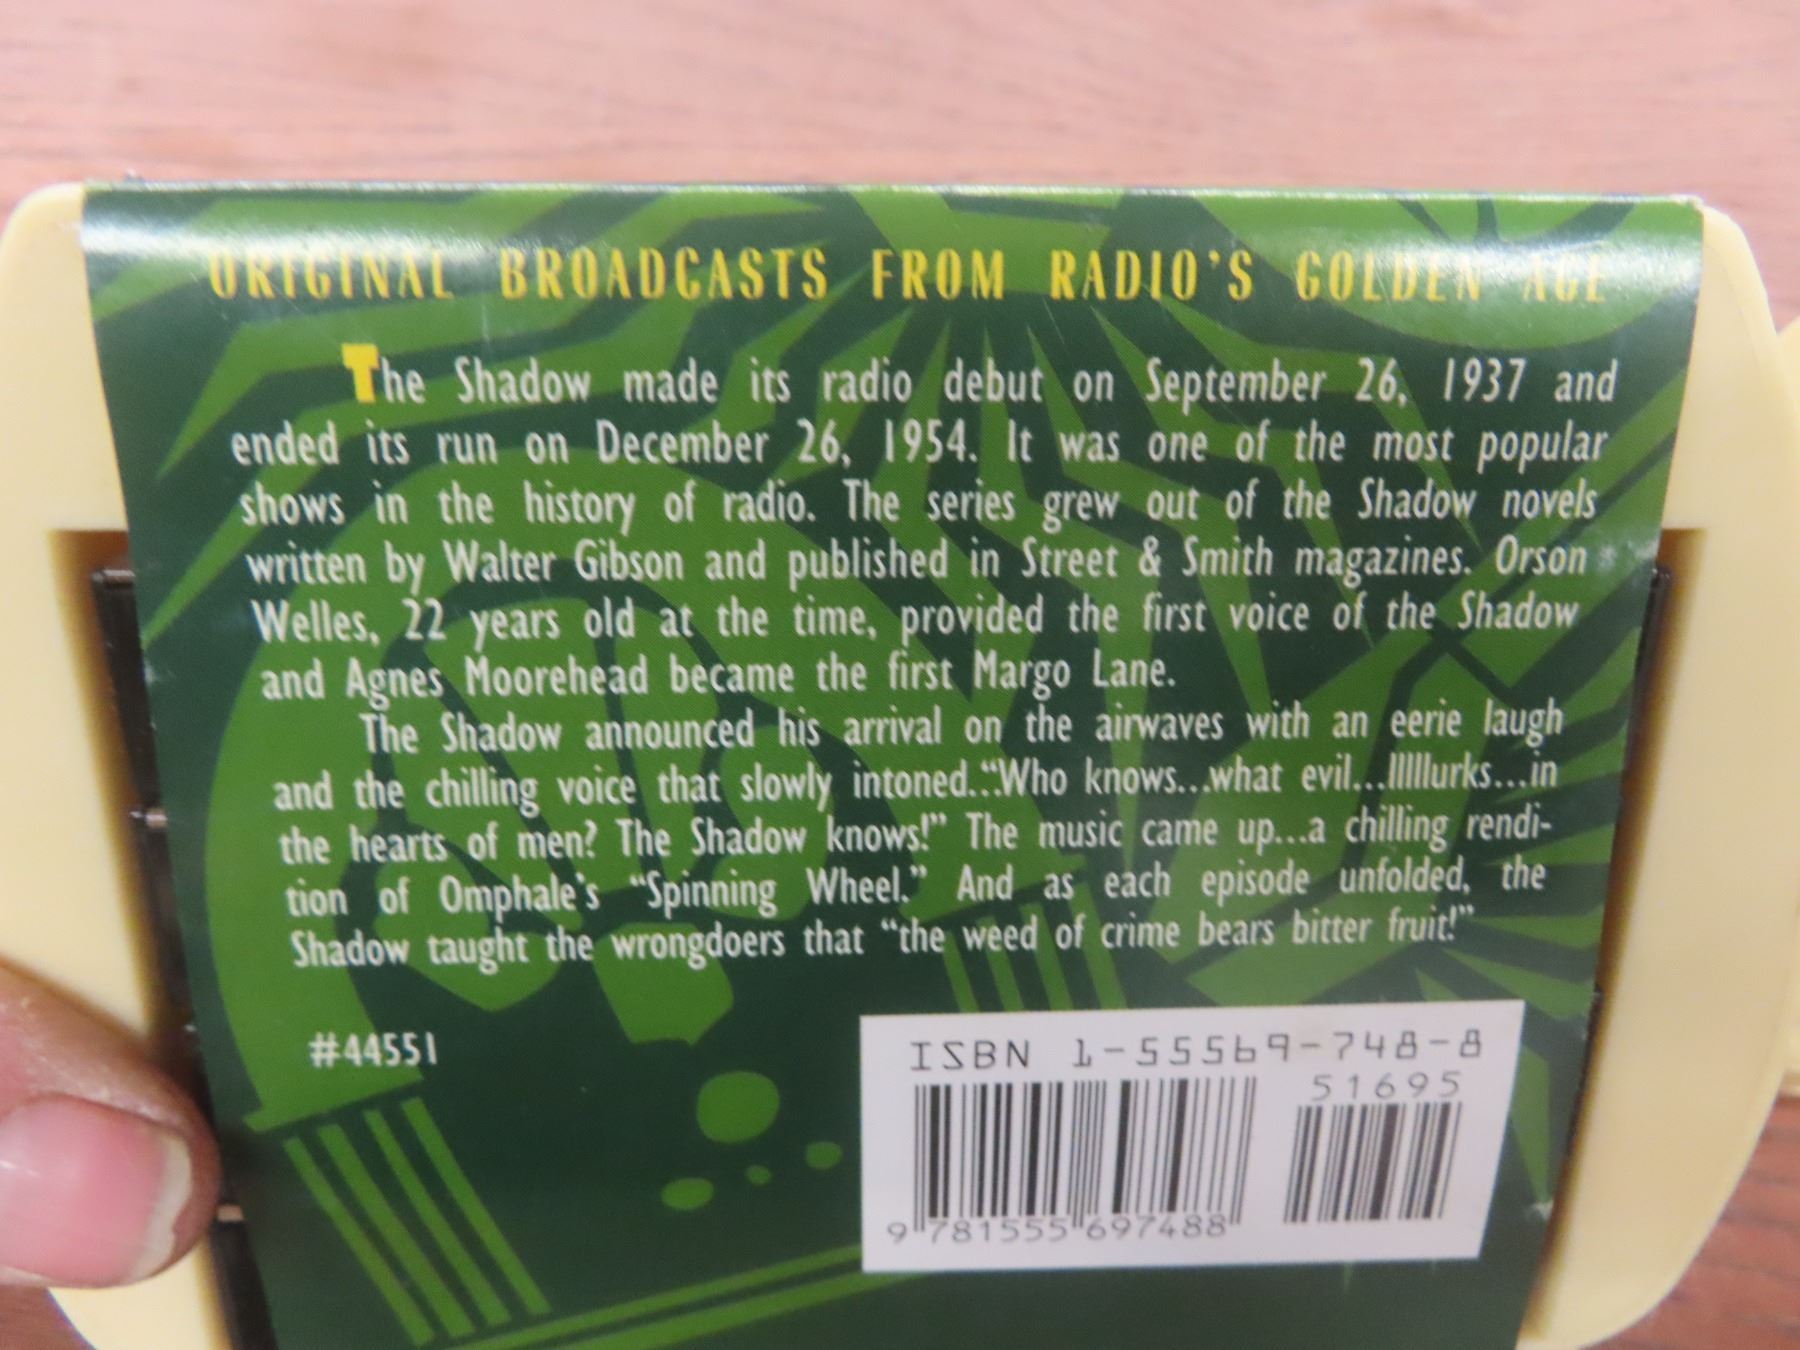 ORIGINAL BROADCASTS FROM RADIO'S GOLDEN AGE
The Shadow made its radio debut on September 26, 1937 and
ended its run on December 26, 1954. It was one of the most popular
shows in the history of radio. The series grew out of the Shadow novels
written by Walter Gibson and published in Street & Smith magazines. Orson
Welles, 22 years old at the time, provided the first voice of the Shadow
and Agnes Moorehead became the first Margo Lane.
The Shadow announced his arrival on the airwaves with an eerie laugh
and the chilling voice that slowly intoned..."Who knows...what evil...llllllurks...in
the hearts of men? The Shadow knows!" The music came up...a chilling rendi-
tion of Omphale's "Spinning Wheel." And as each episode unfolded, the
Shadow taught the wrongdoers that "the weed of crime bears bitter fruit!"
#44551
ISBN 1-55569-748-8
51695
9 781555 697488